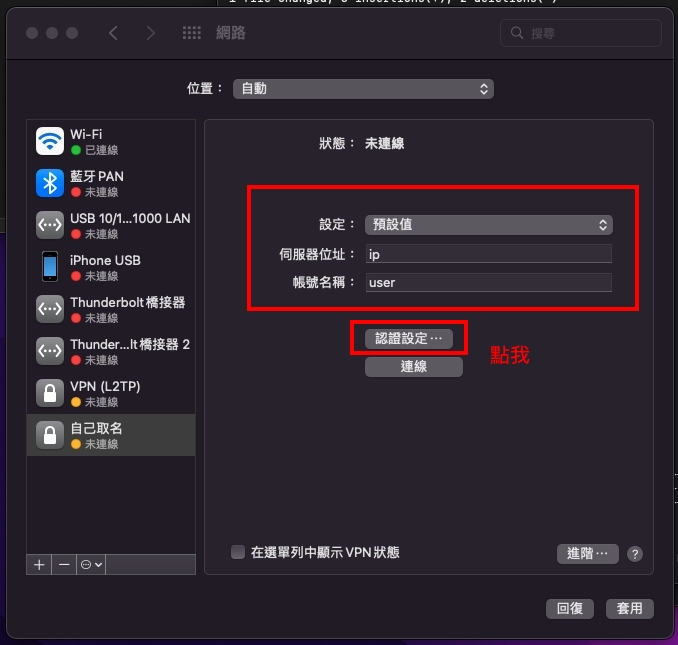 1 file changed, 3 insertions(+), 2 deletions(-)
網路
搜尋
位置：
自動
Wi-Fi
已連線
藍牙 PAN
未連線
USB 10/1...1000 LAN
未連線
iPhone USB
未連線
Thunderbolt 橋接器
未連線
Thunder...lt 橋接器 2
未連線
VPN (L2TP)
未連線
自己取名
未連線
狀態： 未連線
設定： 預設值
伺服器位址： ip
帳號名稱： user
認證設定⋯
點我
連線
在選單列中顯示 VPN 狀態
進階⋯
?
回復
套用